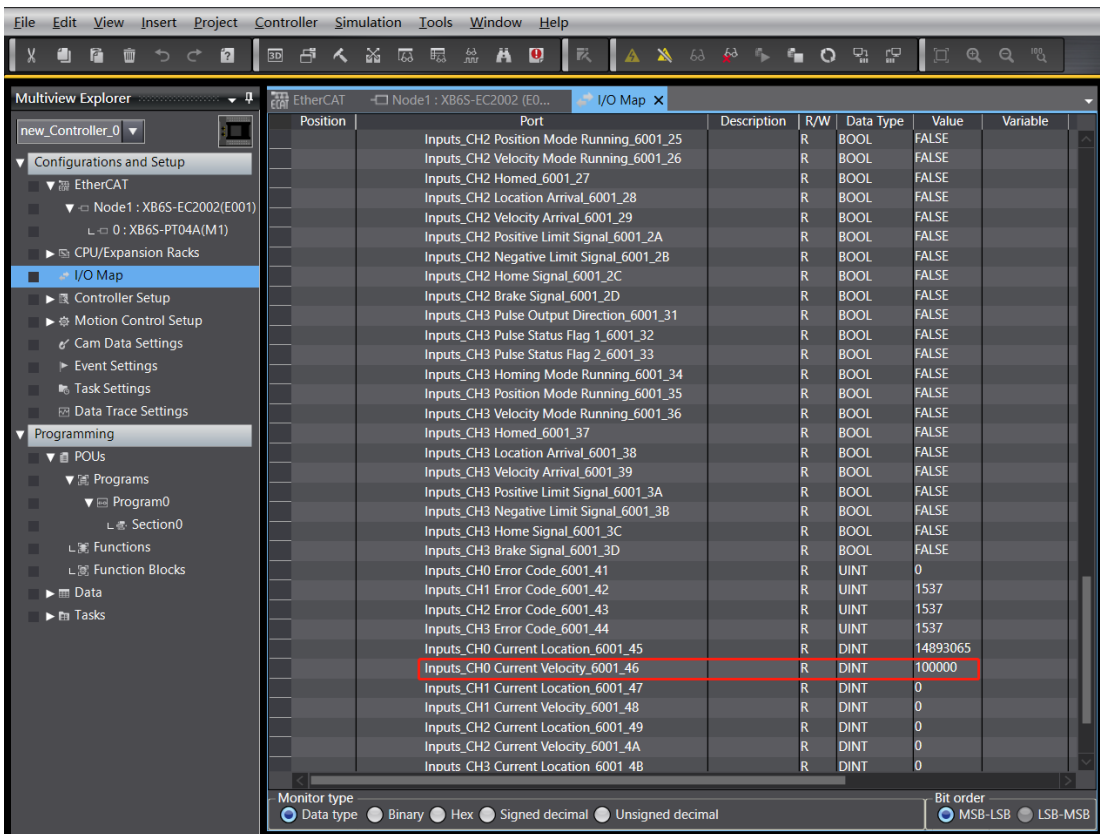 File Edit View Insert Project Controller Simulation Tools Window Help
Multiview Explorer
new_Controller_0
Configurations and Setup
EtherCAT
Node1 : XB6S-EC2002(E001)
0 : XB6S-PT04A(M1)
CPU/Expansion Racks
I/O Map
Controller Setup
Motion Control Setup
Cam Data Settings
Event Settings
Task Settings
Data Trace Settings
Programming
POUs
Programs
Program0
Section0
Functions
Function Blocks
Data
Tasks
EtherCAT Node1 : XB6S-EC2002 (E0... I/O Map
Position Port Description R/W Data Type Value Variable
Inputs_CH2 Position Mode Running_6001_25 R BOOL FALSE
Inputs_CH2 Velocity Mode Running_6001_26 R BOOL FALSE
Inputs_CH2 Homed_6001_27 R BOOL FALSE
Inputs_CH2 Location Arrival_6001_28 R BOOL FALSE
Inputs_CH2 Velocity Arrival_6001_29 R BOOL FALSE
Inputs_CH2 Positive Limit Signal_6001_2A R BOOL FALSE
Inputs_CH2 Negative Limit Signal_6001_2B R BOOL FALSE
Inputs_CH2 Home Signal_6001_2C R BOOL FALSE
Inputs_CH2 Brake Signal_6001_2D R BOOL FALSE
Inputs_CH3 Pulse Output Direction_6001_31 R BOOL FALSE
Inputs_CH3 Pulse Status Flag 1_6001_32 R BOOL FALSE
Inputs_CH3 Pulse Status Flag 2_6001_33 R BOOL FALSE
Inputs_CH3 Homing Mode Running_6001_34 R BOOL FALSE
Inputs_CH3 Position Mode Running_6001_35 R BOOL FALSE
Inputs_CH3 Velocity Mode Running_6001_36 R BOOL FALSE
Inputs_CH3 Homed_6001_37 R BOOL FALSE
Inputs_CH3 Location Arrival_6001_38 R BOOL FALSE
Inputs_CH3 Velocity Arrival_6001_39 R BOOL FALSE
Inputs_CH3 Positive Limit Signal_6001_3A R BOOL FALSE
Inputs_CH3 Negative Limit Signal_6001_3B R BOOL FALSE
Inputs_CH3 Home Signal_6001_3C R BOOL FALSE
Inputs_CH3 Brake Signal_6001_3D R BOOL FALSE
Inputs_CH0 Error Code_6001_41 R UINT 0
Inputs_CH1 Error Code_6001_42 R UINT 1537
Inputs_CH2 Error Code_6001_43 R UINT 1537
Inputs_CH3 Error Code_6001_44 R UINT 1537
Inputs_CH0 Current Location_6001_45 R DINT 14893065
Inputs_CH0 Current Velocity_6001_46 R DINT 100000
Inputs_CH1 Current Location_6001_47 R DINT 0
Inputs_CH1 Current Velocity_6001_48 R DINT 0
Inputs_CH2 Current Location_6001_49 R DINT 0
Inputs_CH2 Current Velocity_6001_4A R DINT 0
Inputs_CH3 Current Location_6001_4B R DINT 0
Monitor type Bit order
Data type Binary Hex Signed decimal Unsigned decimal MSB-LSB LSB-MSB